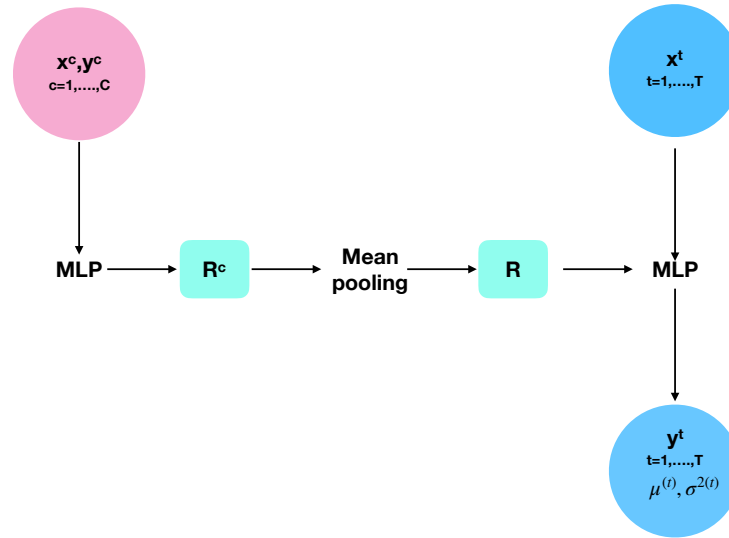 xᶜ,yᶜ
c=1,....,C
xᵗ
t=1,....,T
MLP
Rᶜ
Mean
pooling
R
MLP
yᵗ
t=1,....,T
μ⁽ᵗ⁾, σ²⁽ᵗ⁾